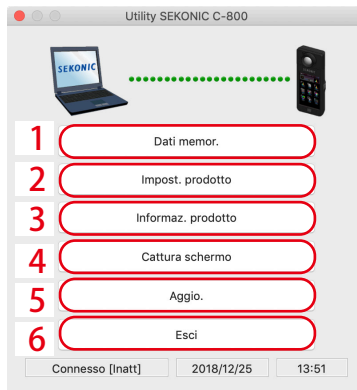 Utility SEKONIC C-800
SEKONIC
1 Dati memor.
2 Impost. prodotto
3 Informaz. prodotto
4 Cattura schermo
5 Aggio.
6 Esci
Connesso [Inatt] 2018/12/25 13:51